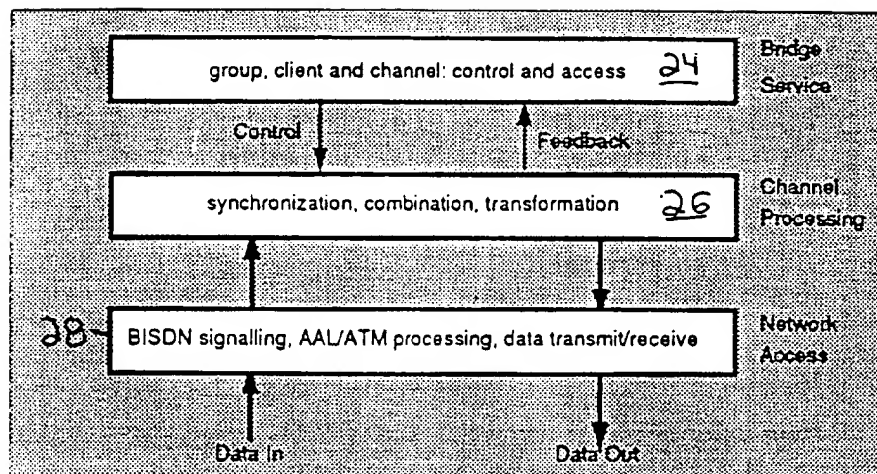 group, client and channel: control and access 24
Bridge
Service
Control
Feedback
synchronization, combination, transformation 26
Channel
Processing
28 BISDN signalling, AAL/ATM processing, data transmit/receive
Network
Access
Data In
Data Out